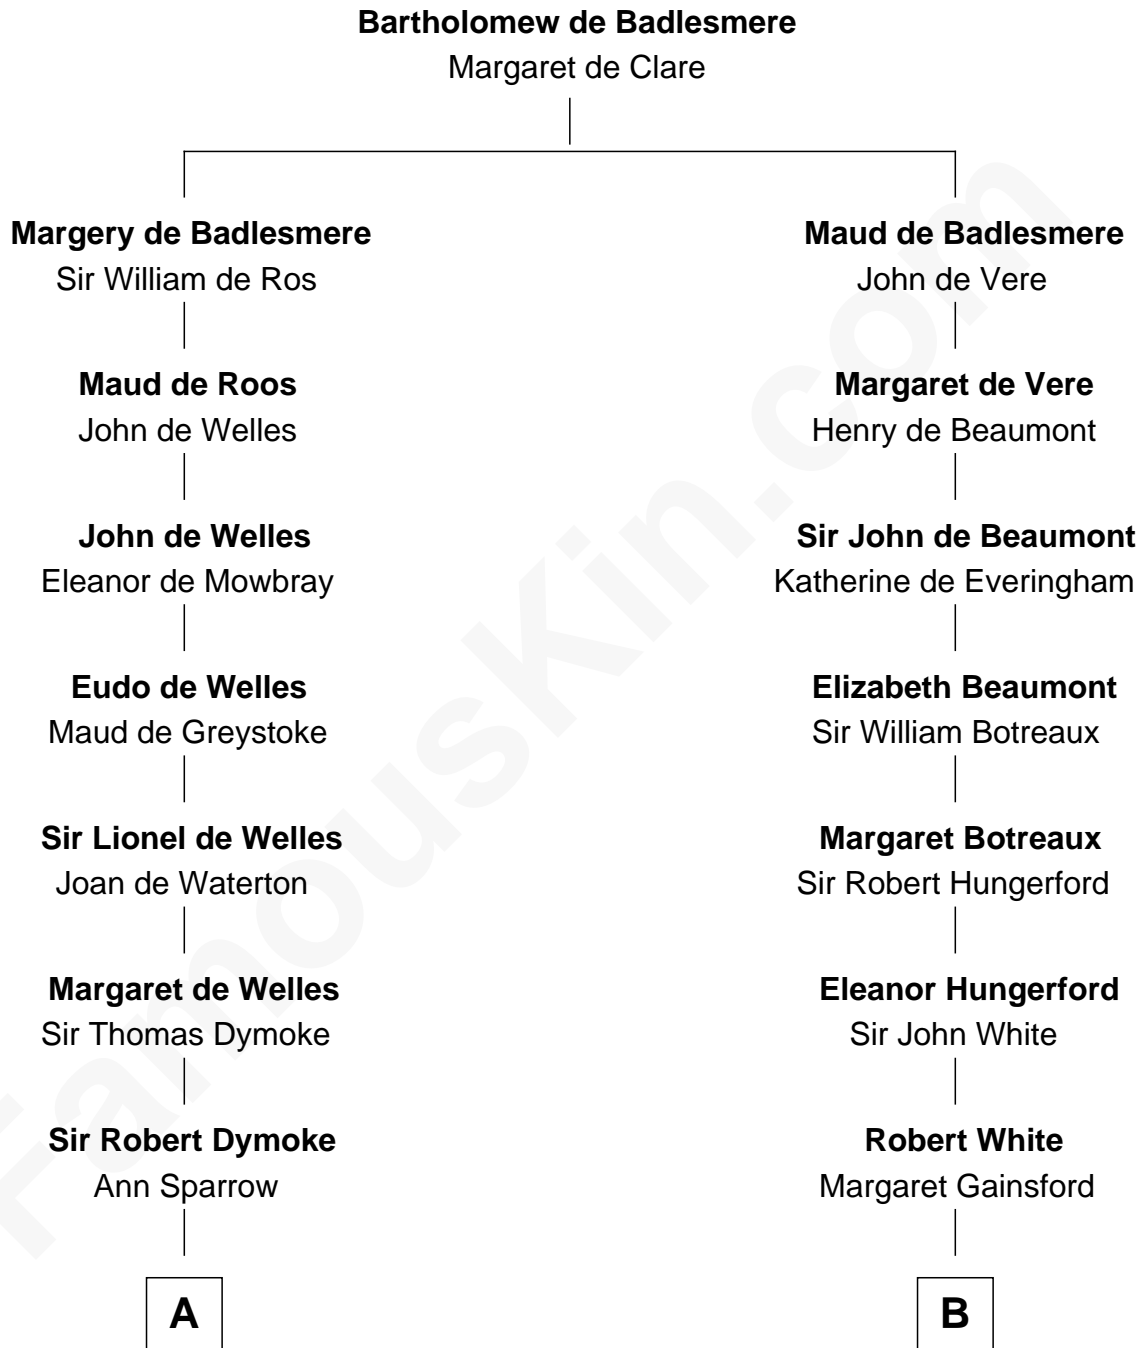 Bartholomew de Badlesmere
Margaret de Clare
Margery de Badlesmere
Sir William de Ros
Maud de Badlesmere
John de Vere
Maud de Roos
John de Welles
Margaret de Vere
Henry de Beaumont
John de Welles
Eleanor de Mowbray
Sir John de Beaumont
Katherine de Everingham
Eudo de Welles
Maud de Greystoke
Elizabeth Beaumont
Sir William Botreaux
Sir Lionel de Welles
Joan de Waterton
Margaret Botreaux
Sir Robert Hungerford
Margaret de Welles
Sir Thomas Dymoke
Eleanor Hungerford
Sir John White
Sir Robert Dymoke
Ann Sparrow
Robert White
Margaret Gainsford
A
B
FamousKin.com